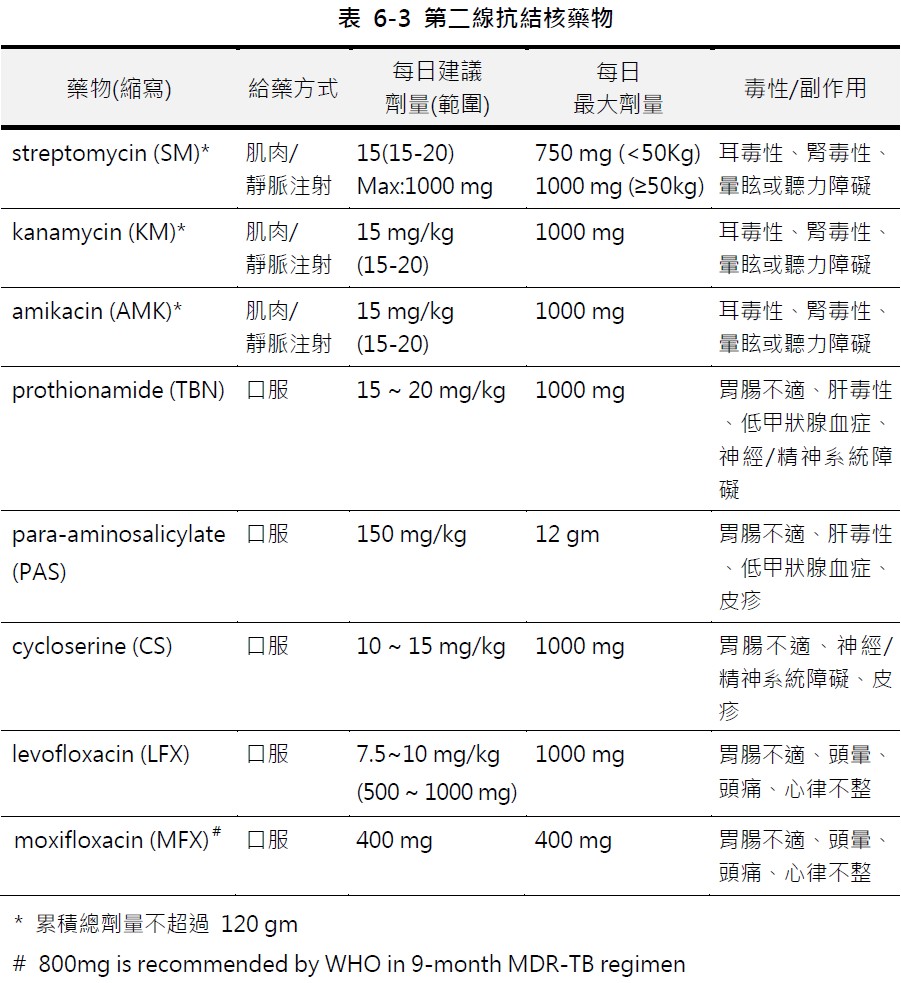 表 6-3 第二線抗結核藥物
藥物(縮寫) 給藥方式 每日建議 每日 毒性/副作用
劑量(範圍) 最大劑量
streptomycin (SM)* 肌肉/ 15(15-20) 750 mg (<50Kg) 耳毒性、腎毒性、
靜脈注射 Max:1000 mg 1000 mg (≥50kg) 暈眩或聽力障礙
kanamycin (KM)* 肌肉/ 15 mg/kg 1000 mg 耳毒性、腎毒性、
靜脈注射 (15-20) 暈眩或聽力障礙
amikacin (AMK)* 肌肉/ 15 mg/kg 1000 mg 耳毒性、腎毒性、
靜脈注射 (15-20) 暈眩或聽力障礙
prothionamide (TBN) 口服 15 ~ 20 mg/kg 1000 mg 胃腸不適、肝毒性
、低甲狀腺血症、
神經/精神系統障
礙
para-aminosalicylate 口服 150 mg/kg 12 gm 胃腸不適、肝毒性
(PAS) 、低甲狀腺血症、
皮疹
cycloserine (CS) 口服 10 ~ 15 mg/kg 1000 mg 胃腸不適、神經/
精神系統障礙、皮
疹
levofloxacin (LFX) 口服 7.5~10 mg/kg 1000 mg 胃腸不適、頭暈、
(500 ~ 1000 mg) 頭痛、心律不整
moxifloxacin (MFX)# 口服 400 mg 400 mg 胃腸不適、頭暈、
頭痛、心律不整
* 累積總劑量不超過 120 gm
# 800mg is recommended by WHO in 9-month MDR-TB regimen